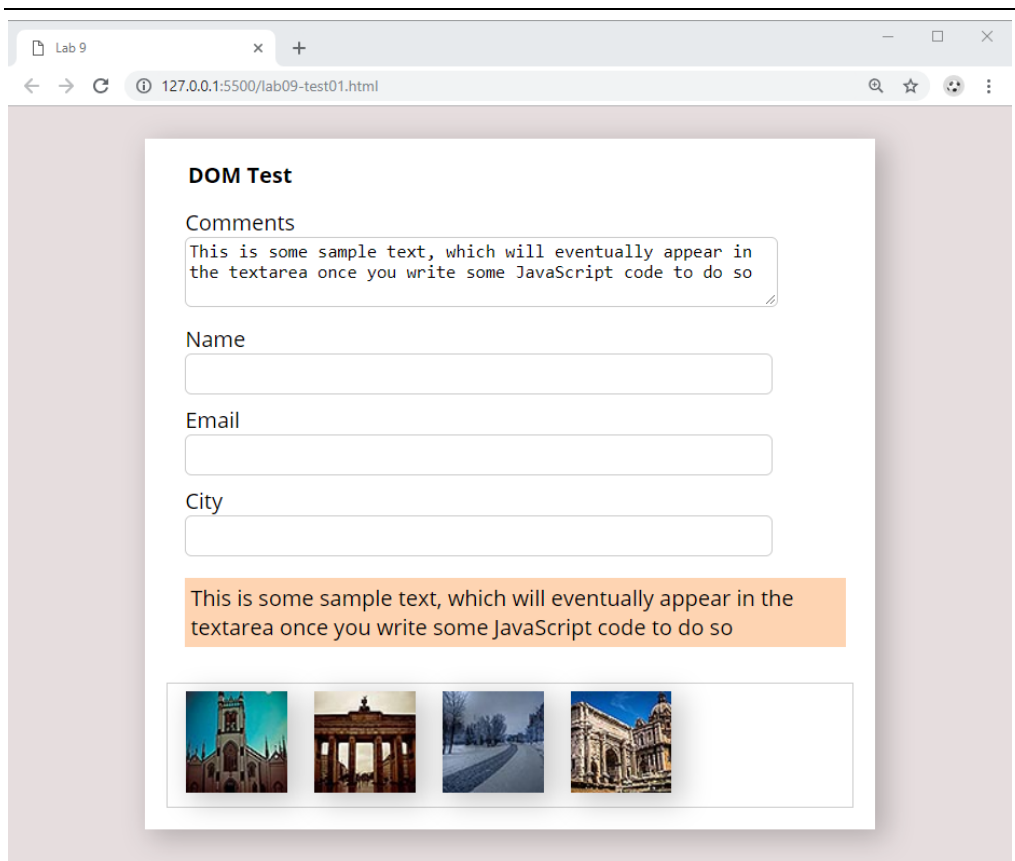 Lab 9
127.0.0.1:5500/lab09-test01.html
DOM Test
Comments
This is some sample text, which will eventually appear in
the textarea once you write some JavaScript code to do so
Name
Email
City
This is some sample text, which will eventually appear in the
textarea once you write some JavaScript code to do so